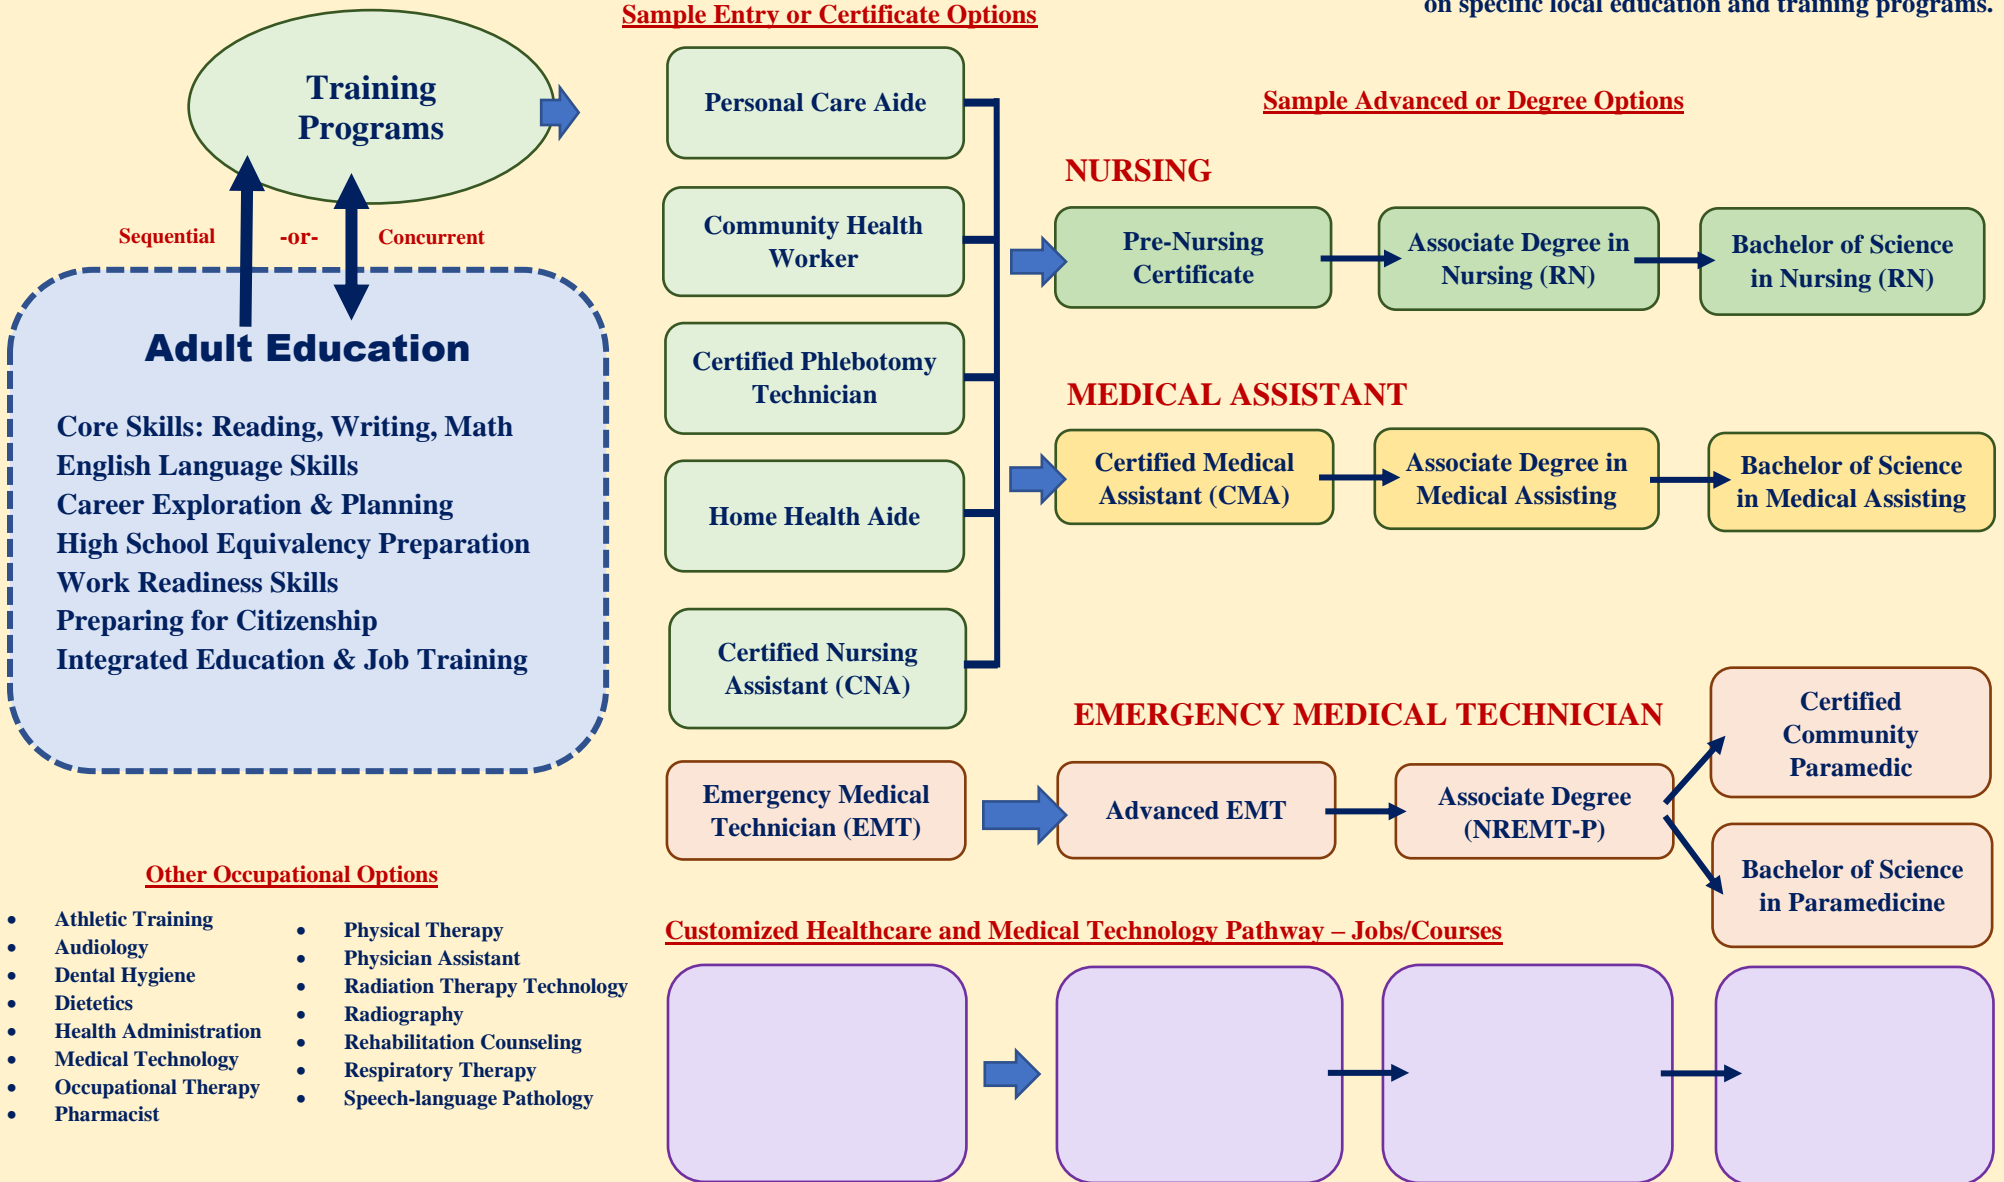 on specific local education and training programs.
Training
Programs
Sequential
-or-
Concurrent
Adult Education
Core Skills: Reading, Writing, Math
English Language Skills
Career Exploration & Planning
High School Equivalency Preparation
Work Readiness Skills
Preparing for Citizenship
Integrated Education & Job Training
Sample Entry or Certificate Options
Personal Care Aide
Community Health
Worker
Certified Phlebotomy
Technician
Home Health Aide
Certified Nursing
Assistant (CNA)
Emergency Medical
Technician (EMT)
Sample Advanced or Degree Options
NURSING
Pre-Nursing
Certificate
Associate Degree in
Nursing (RN)
Bachelor of Science
in Nursing (RN)
MEDICAL ASSISTANT
Certified Medical
Assistant (CMA)
Associate Degree in
Medical Assisting
Bachelor of Science
in Medical Assisting
EMERGENCY MEDICAL TECHNICIAN
Advanced EMT
Associate Degree
(NREMT-P)
Certified
Community
Paramedic
Bachelor of Science
in Paramedicine
Other Occupational Options
• Athletic Training
• Audiology
• Dental Hygiene
• Dietetics
• Health Administration
• Medical Technology
• Occupational Therapy
• Pharmacist
• Physical Therapy
• Physician Assistant
• Radiation Therapy Technology
• Radiography
• Rehabilitation Counseling
• Respiratory Therapy
• Speech-language Pathology
Customized Healthcare and Medical Technology Pathway – Jobs/Courses